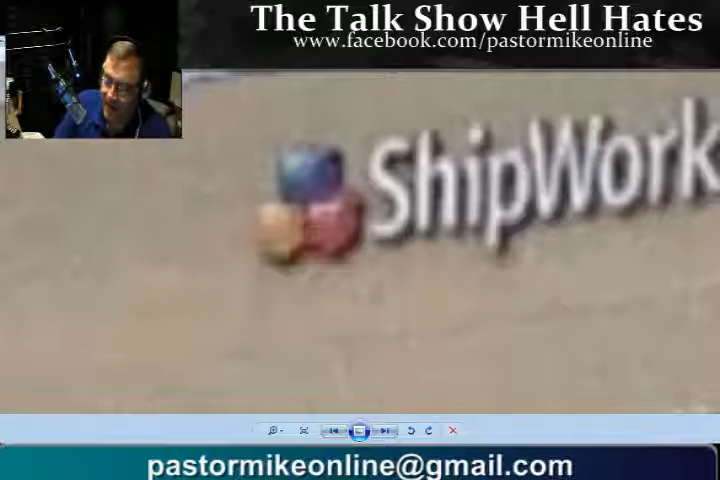 The Talk Show Hell Hates
www.facebook.com/pastormikeonline
ShipWork
pastormikeonline@gmail.com